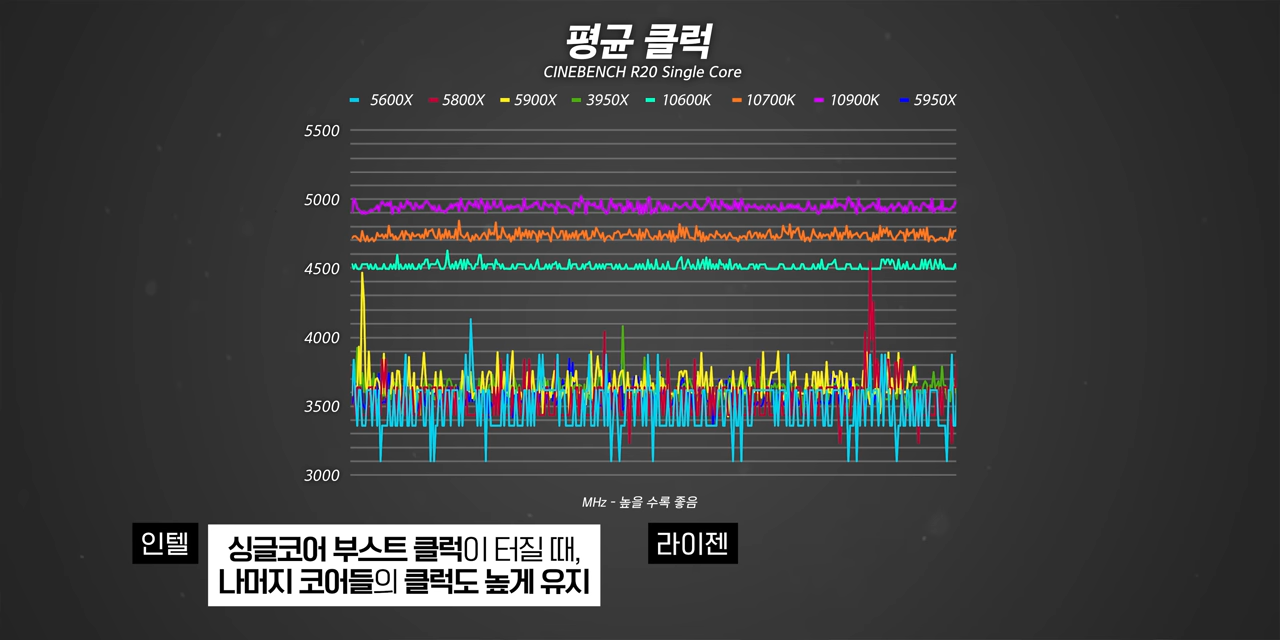 평균 클럭
CINEBENCH R20 Single Core
5600X 5800X 5900X 3950X 10600K 10700K 10900K 5950X
5500
5000
4500
4000
3500
3000
MHz - 높을 수록 좋음
인텔
싱글코어 부스트 클럭이 터질 때,
나머지 코어들의 클럭도 높게 유지
라이젠